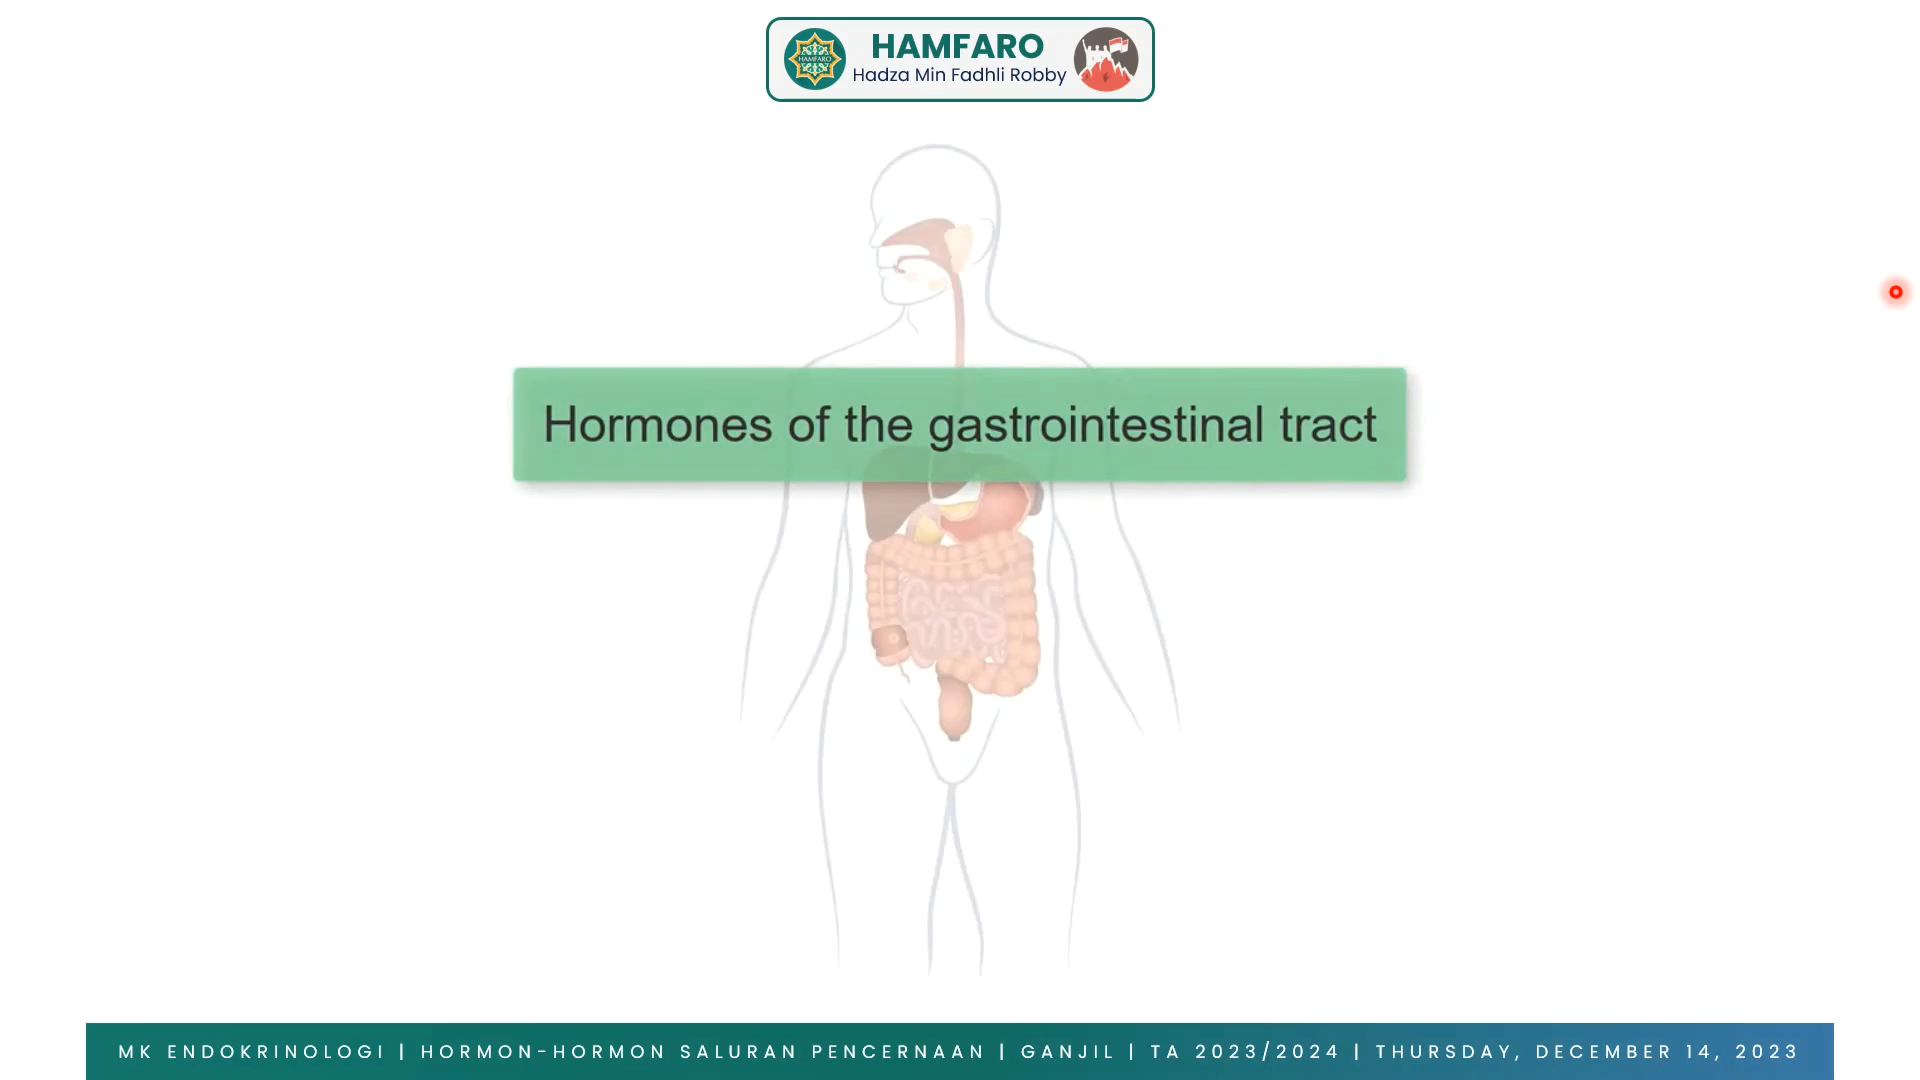 HAMFARO
HAMFARO
Hadza Min Fadhli Robby
Hormones of the gastrointestinal tract
MK ENDOKRINOLOGI | HORMON-HORMON SALURAN PENCERNAAN | GANJIL | TA 2023/2024 | THURSDAY, DECEMBER 14, 2023